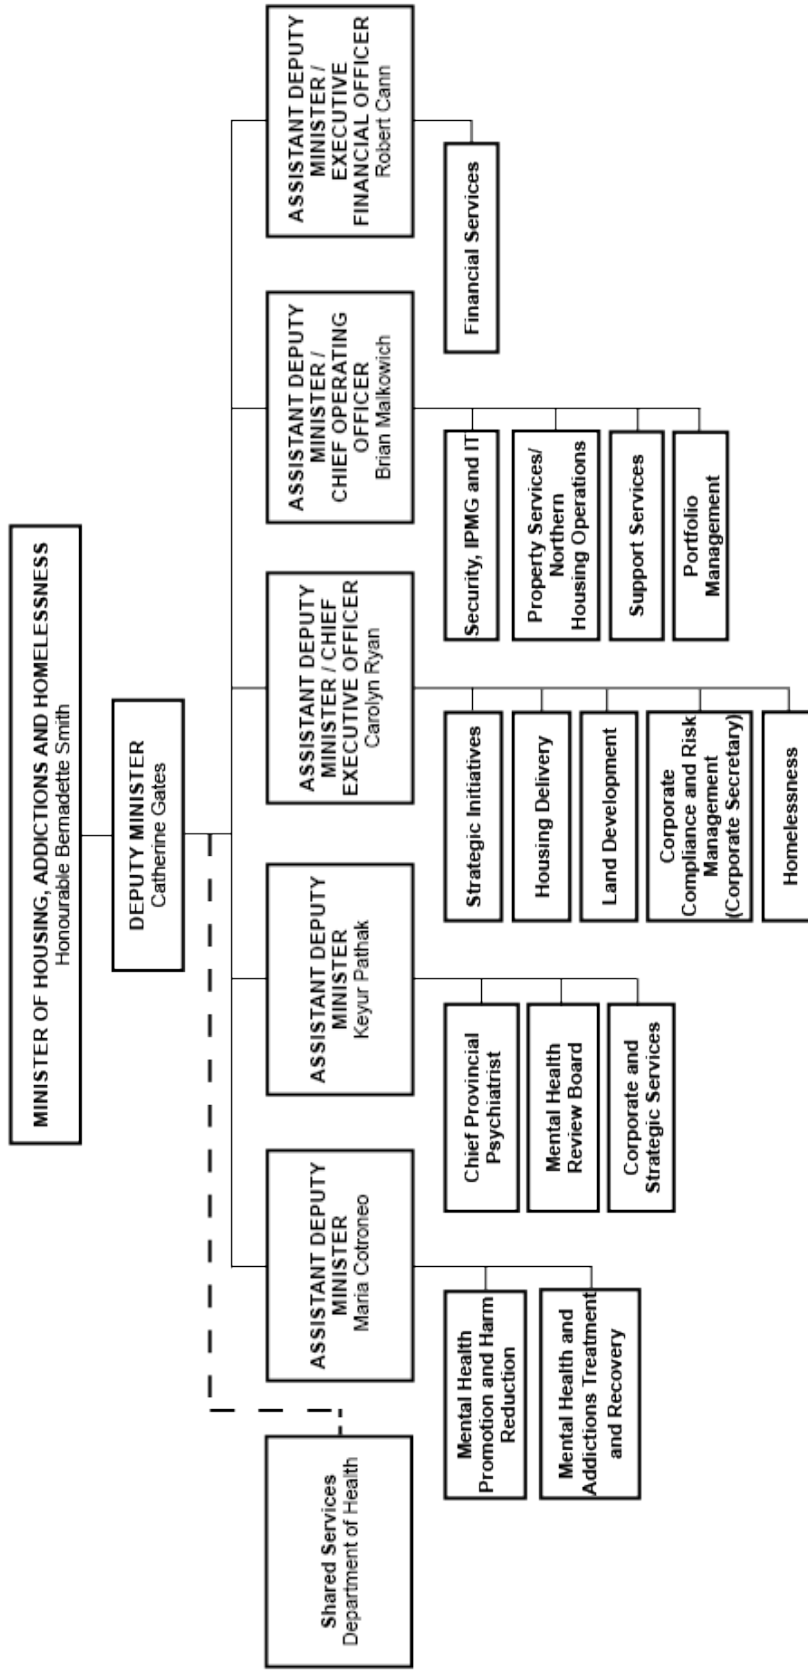 MINISTER OF HOUSING, ADDICTIONS AND HOMELESSNESS
Honourable Bernadette Smith
DEPUTY MINISTER
Catherine Gates
Shared Services
Department of Health
ASSISTANT DEPUTY
MINISTER
Maria Cotroneo
Mental Health
Promotion and Harm
Reduction
Mental Health and
Addictions Treatment
and Recovery
ASSISTANT DEPUTY
MINISTER
Keyur Pathak
Chief Provincial
Psychiatrist
Mental Health
Review Board
Corporate and
Strategic Services
ASSISTANT DEPUTY
MINISTER / CHIEF
EXECUTIVE OFFICER
Carolyn Ryan
Strategic Initiatives
Housing Delivery
Land Development
Corporate
Compliance and Risk
Management
(Corporate Secretary)
Homelessness
ASSISTANT DEPUTY
MINISTER /
CHIEF OPERATING
OFFICER
Brian Malkowich
Security, IPMG and IT
Property Services/
Northern
Housing Operations
Support Services
Portfolio
Management
ASSISTANT DEPUTY
MINISTER /
EXECUTIVE
FINANCIAL OFFICER
Robert Cann
Financial Services